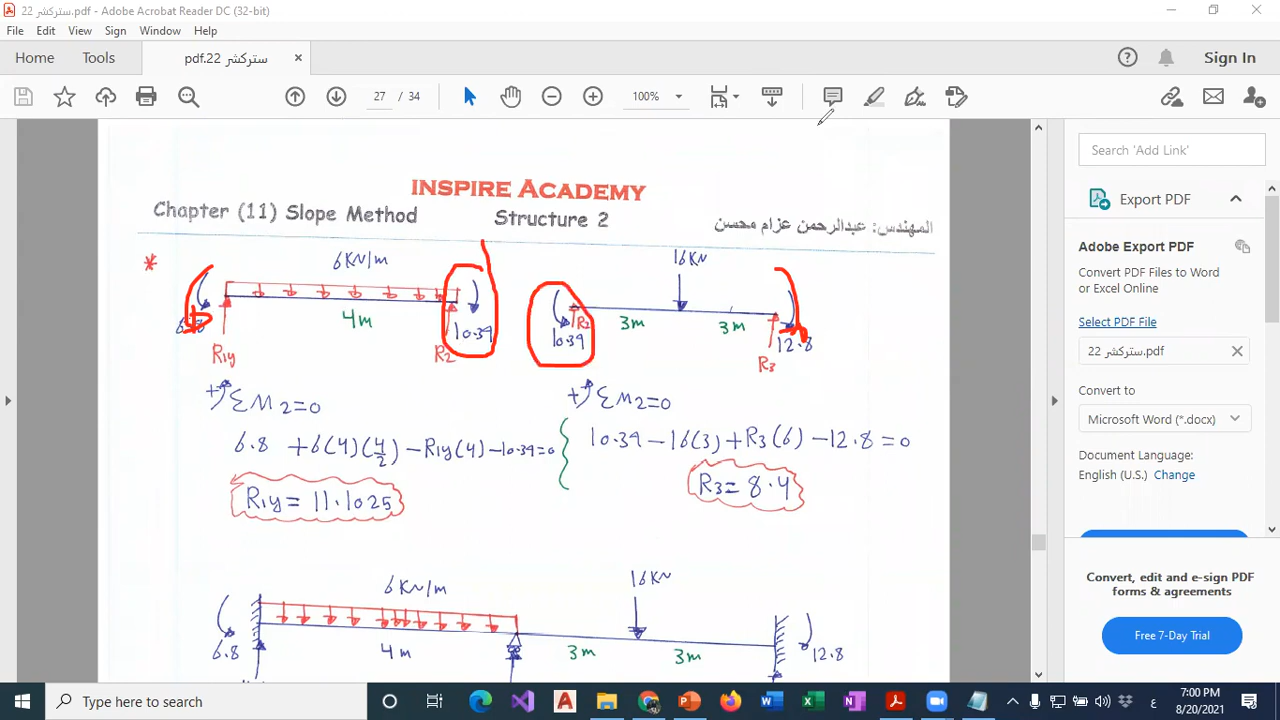 ستركشر 22.pdf - Adobe Acrobat Reader DC (32-bit)
File Edit View Sign Window Help
Home Tools
ستركشر 22.pdf
Sign In
27 / 34
100%
Search 'Add Link'
INSPIRE ACADEMY
Chapter (11) Slope Method Structure 2 المهندس: عبدالرحمن عزام محسن
Export PDF
Adobe Export PDF
Convert PDF Files to Word
or Excel Online
Select PDF File
ستركشر 22.pdf
Convert to
Microsoft Word (*.docx)
Document Language:
English (U.S.) Change
Convert, edit and e-sign PDF
forms & agreements
Free 7-Day Trial
* 6KN/m 16KN
4m 3m 3m
6.8 10.39 10.39 12.8
R1y R2 R2 R3
+ ΣM2=0 + ΣM2=0
6.8 +6(4)(4/2) -R1y(4) -10.39=0
10.39 -16(3) +R3(6) -12.8 =0
R1y = 11.1025
R3= 8.4
6KN/m 16KN
6.8 4m 3m 3m 12.8
Type here to search
7:00 PM
8/20/2021
ع